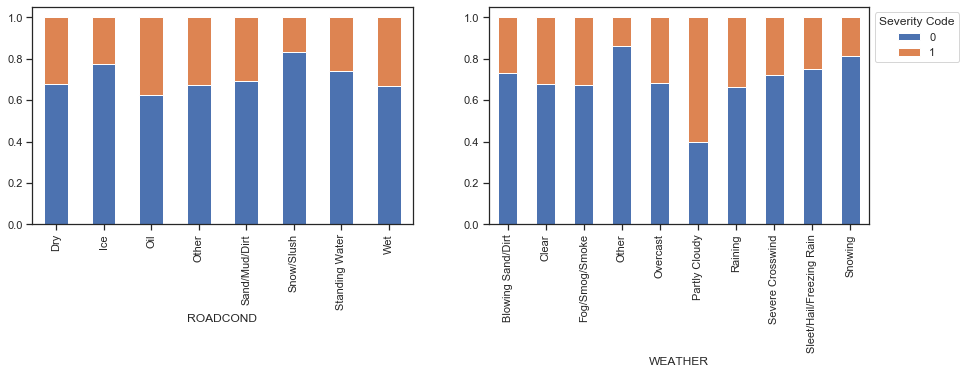 1.0
0.8
0.6
0.4
0.2
0.0
Dry
Ice
Oil
Other
Sand/Mud/Dirt
Snow/Slush
Standing Water
Wet
ROADCOND
1.0
0.8
0.6
0.4
0.2
0.0
Blowing Sand/Dirt
Clear
Fog/Smog/Smoke
Other
Overcast
Partly Cloudy
Raining
Severe Crosswind
Sleet/Hail/Freezing Rain
Snowing
WEATHER
Severity Code
0
1